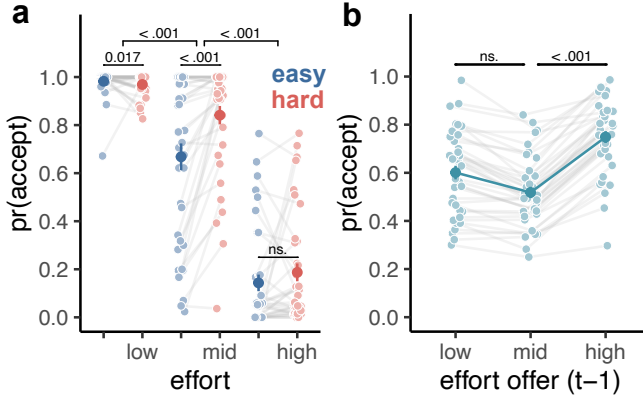 a
< .001
< .001
0.017
< .001
easy
hard
ns.
pr(accept)
1.0
0.8
0.6
0.4
0.2
0.0
low
mid
high
effort
b
ns.
< .001
pr(accept)
1.0
0.8
0.6
0.4
0.2
0.0
low
mid
high
effort offer (t−1)